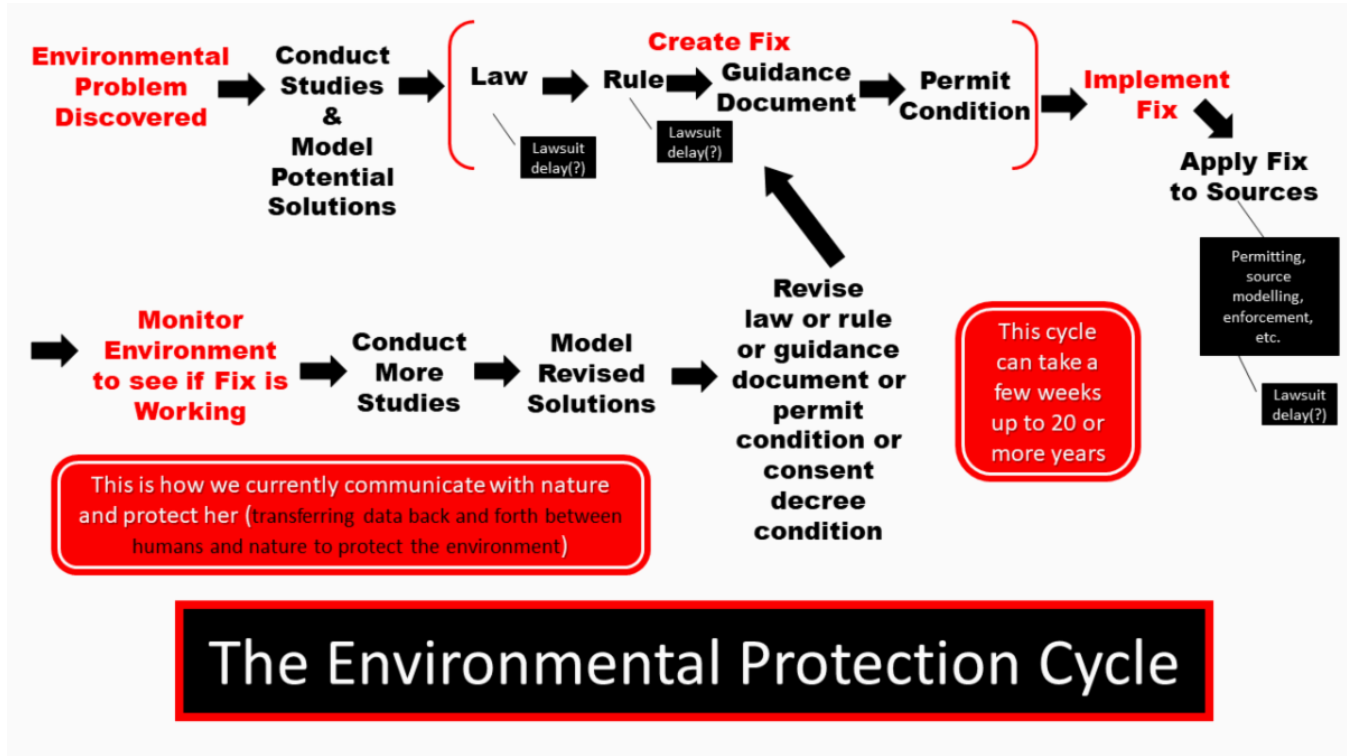 Environmental
Problem
Discovered
Conduct
Studies
&
Model
Potential
Solutions
Create Fix
Law
Rule
Guidance
Document
Permit
Condition
Lawsuit
delay(?)
Lawsuit
delay(?)
Implement
Fix
Apply Fix
to Sources
Permitting,
source
modelling,
enforcement,
etc.
Lawsuit
delay(?)
Monitor
Environment
to see if Fix is
Working
Conduct
More
Studies
Model
Revised
Solutions
Revise
law or rule
or guidance
document or
permit
condition or
consent
decree
condition
This cycle
can take a
few weeks
up to 20 or
more years
This is how we currently communicate with nature
and protect her (transferring data back and forth between
humans and nature to protect the environment)
The Environmental Protection Cycle